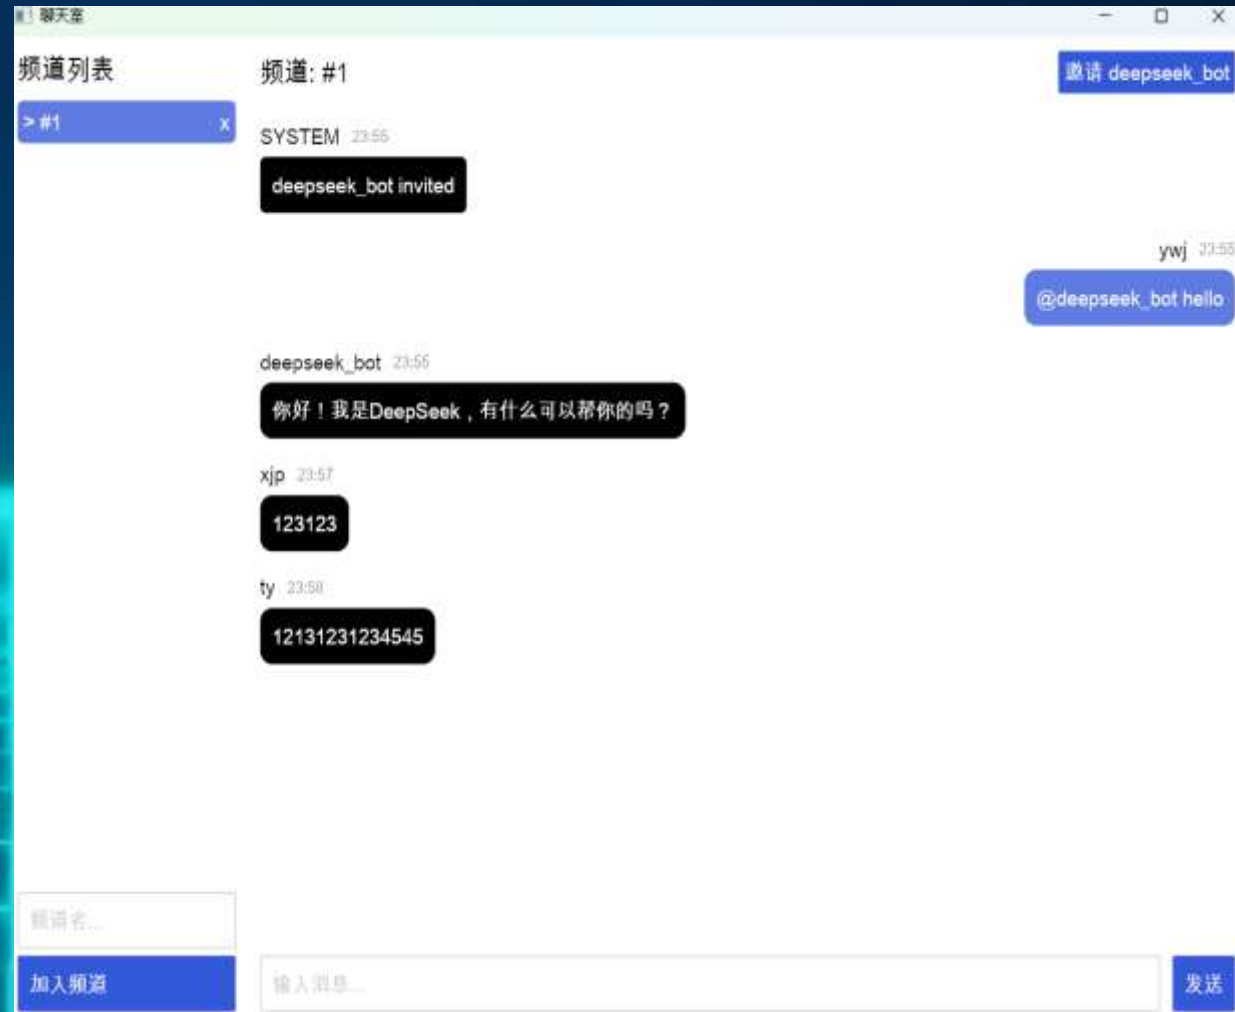 聊天室
频道列表
> #1 x
频道: #1
邀请 deepseek_bot
SYSTEM 23:55
deepseek_bot invited
ywj 23:55
@deepseek_bot hello
deepseek_bot 23:55
你好！我是DeepSeek，有什么可以帮你的吗？
xjp 23:57
123123
ty 23:58
12131231234545
频道名...
加入频道
输入消息...
发送